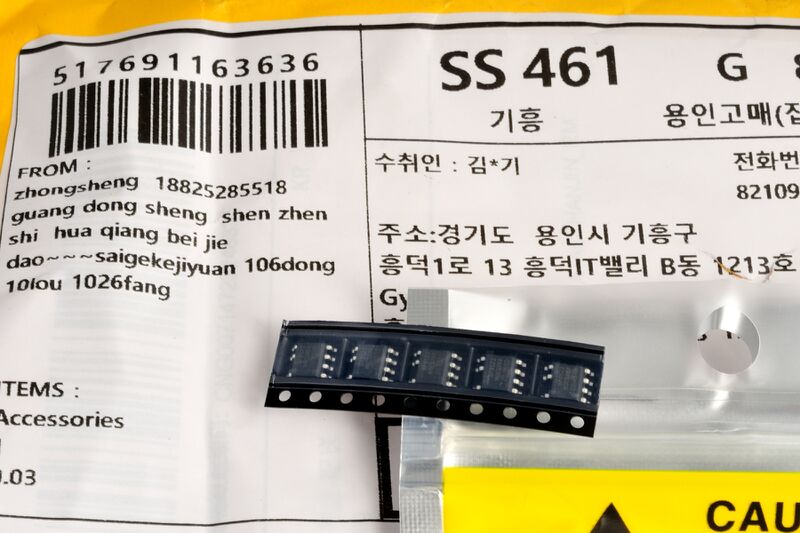 517691163636
FROM :
zhongsheng 18825285518
guang dong sheng shen zhen
shi hua qiang bei jie
dao~~~saigekejiyuan 106dong
10lou 1026fang
ITEMS :
Accessories
.03
SS 461 G
기흥 용인고매(집
수취인 : 김*기 전화번
82109
주소:경기도 용인시 기흥구
흥덕1로 13 흥덕IT밸리 B동 1213호
Gy
CAU